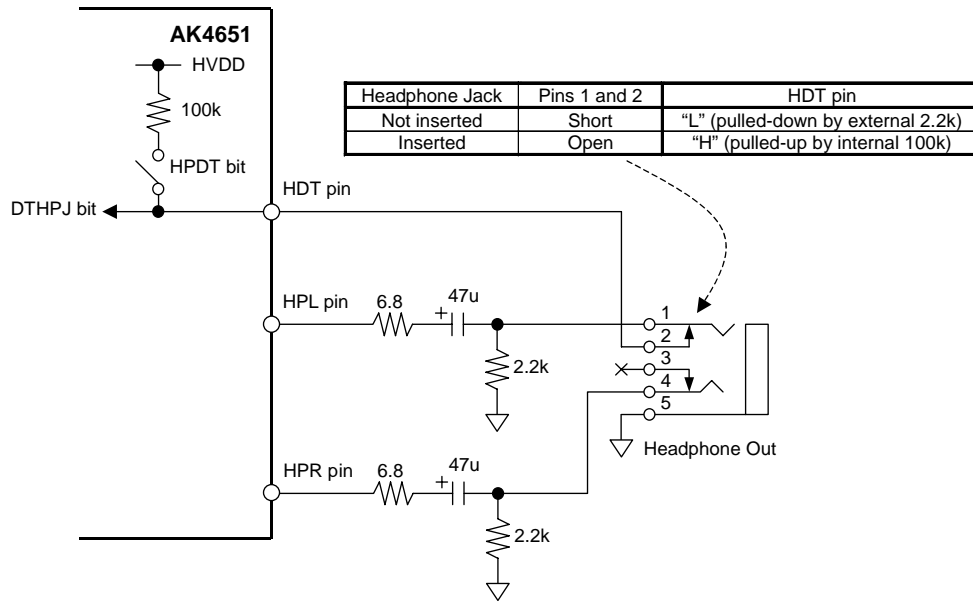 AK4651
HVDD
100k
HPDT bit
DTHPJ bit
HDT pin
Headphone Jack Pins 1 and 2 HDT pin
Not inserted Short “L” (pulled-down by external 2.2k)
Inserted Open “H” (pulled-up by internal 100k)
HPL pin
6.8
+ 47u
2.2k
1
2
3
4
5
Headphone Out
HPR pin
6.8
+ 47u
2.2k